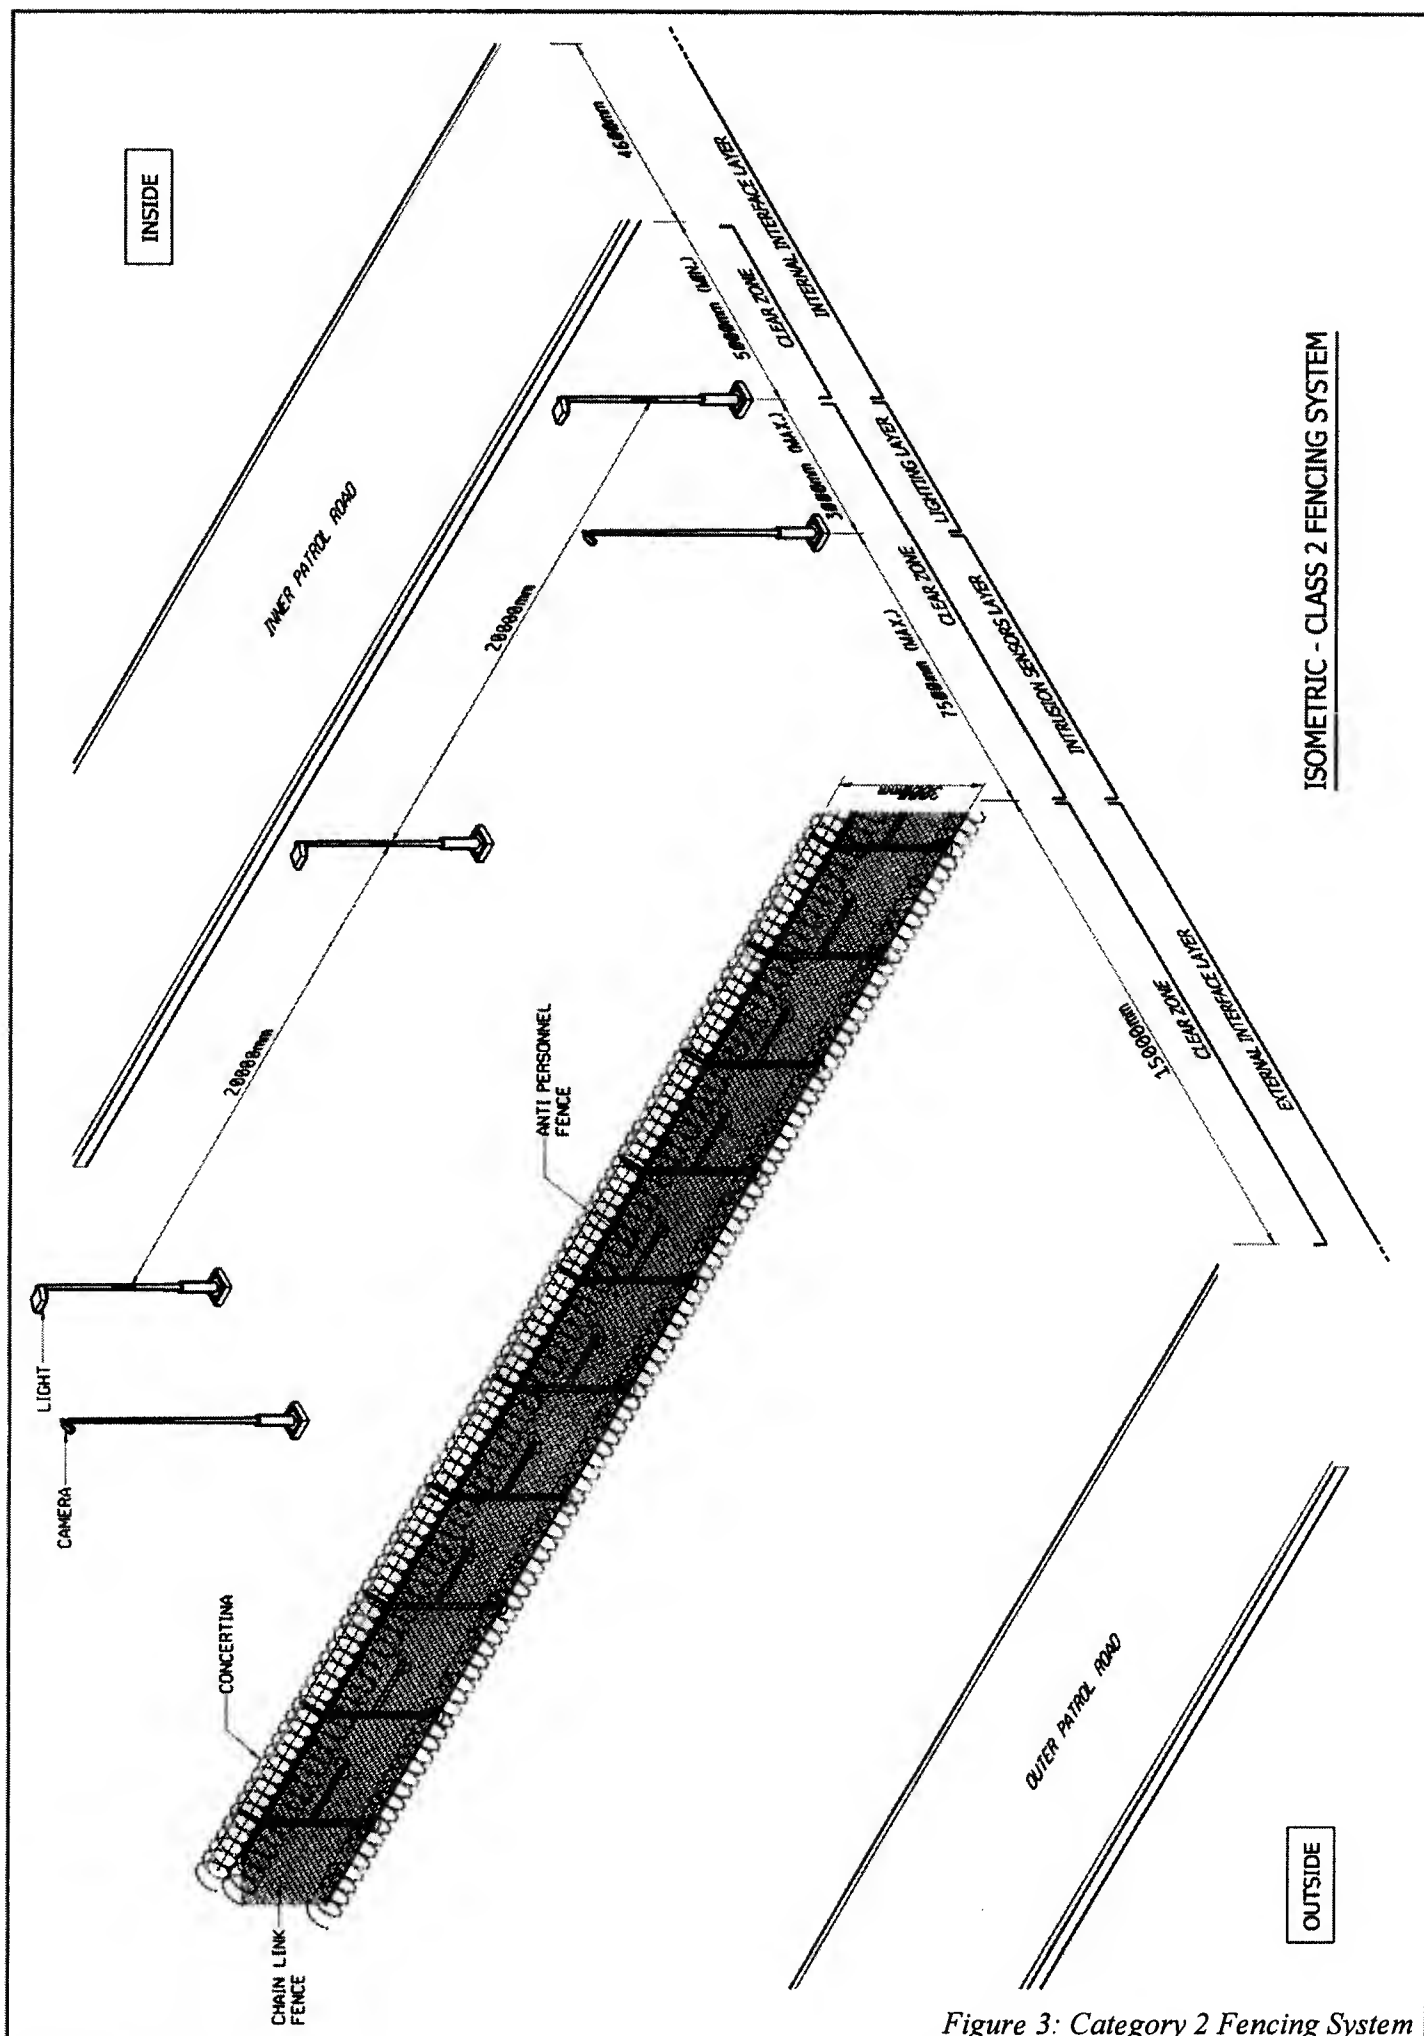 INSIDE
4600mm
INTERNAL INTERFACE LAYER
5000mm (MIN.)
CLEAR ZONE
INNER PATROL ROAD
3000mm (MAX.)
LIGHTING LAYER
20000mm
CLEAR ZONE
7500mm (MAX.)
INTRUSION SENSORS LAYER
20000mm
LIGHT
CAMERA
ANTI PERSONNEL
FENCE
CONCERTINA
CHAIN LINK
FENCE
15000mm
CLEAR ZONE
EXTERNAL INTERFACE LAYER
OUTER PATROL ROAD
OUTSIDE
ISOMETRIC - CLASS 2 FENCING SYSTEM
Figure 3: Category 2 Fencing System